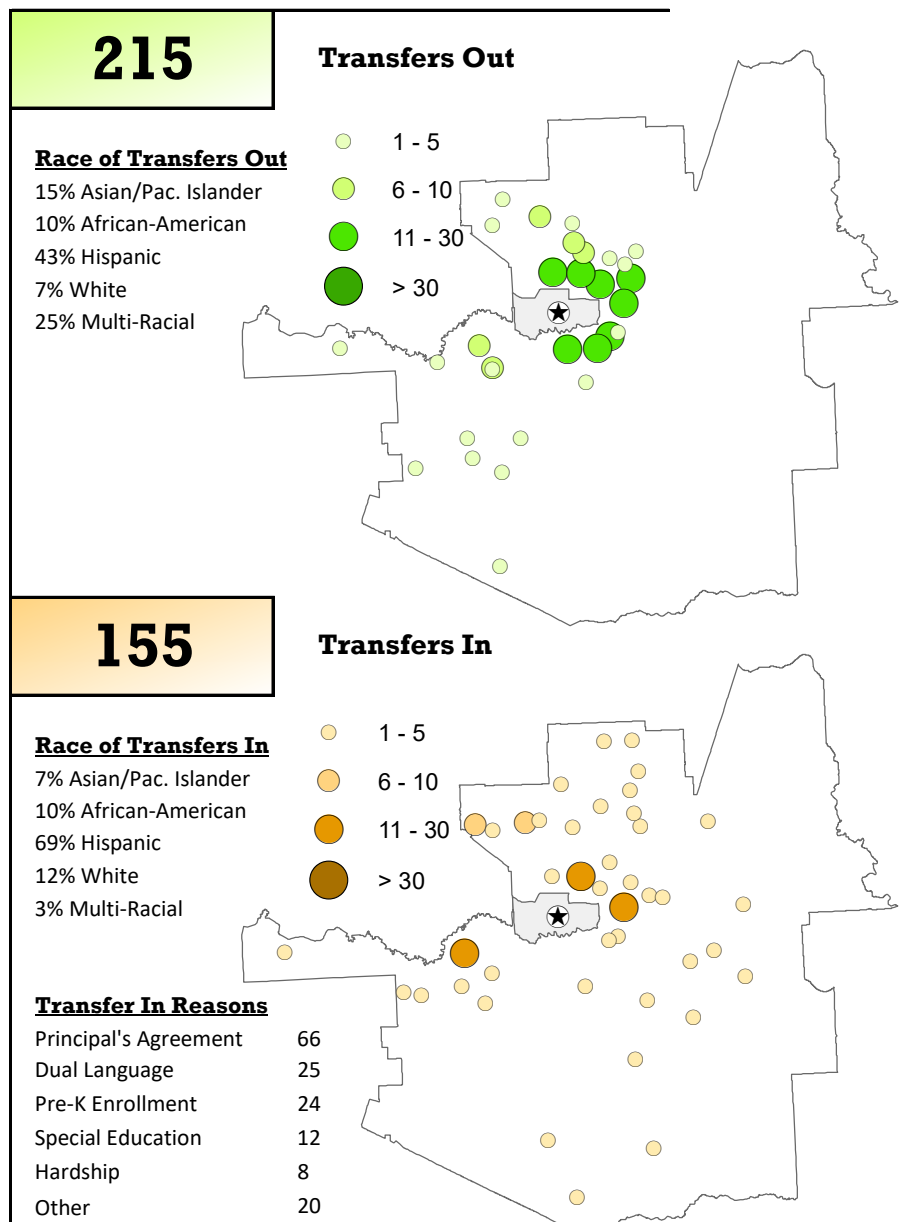 215
Transfers Out
Race of Transfers Out
15% Asian/Pac. Islander
10% African-American
43% Hispanic
7% White
25% Multi-Racial
1 - 5
6 - 10
11 - 30
> 30
155
Transfers In
Race of Transfers In
7% Asian/Pac. Islander
10% African-American
69% Hispanic
12% White
3% Multi-Racial
1 - 5
6 - 10
11 - 30
> 30
Transfer In Reasons
Principal's Agreement 66
Dual Language 25
Pre-K Enrollment 24
Special Education 12
Hardship 8
Other 20